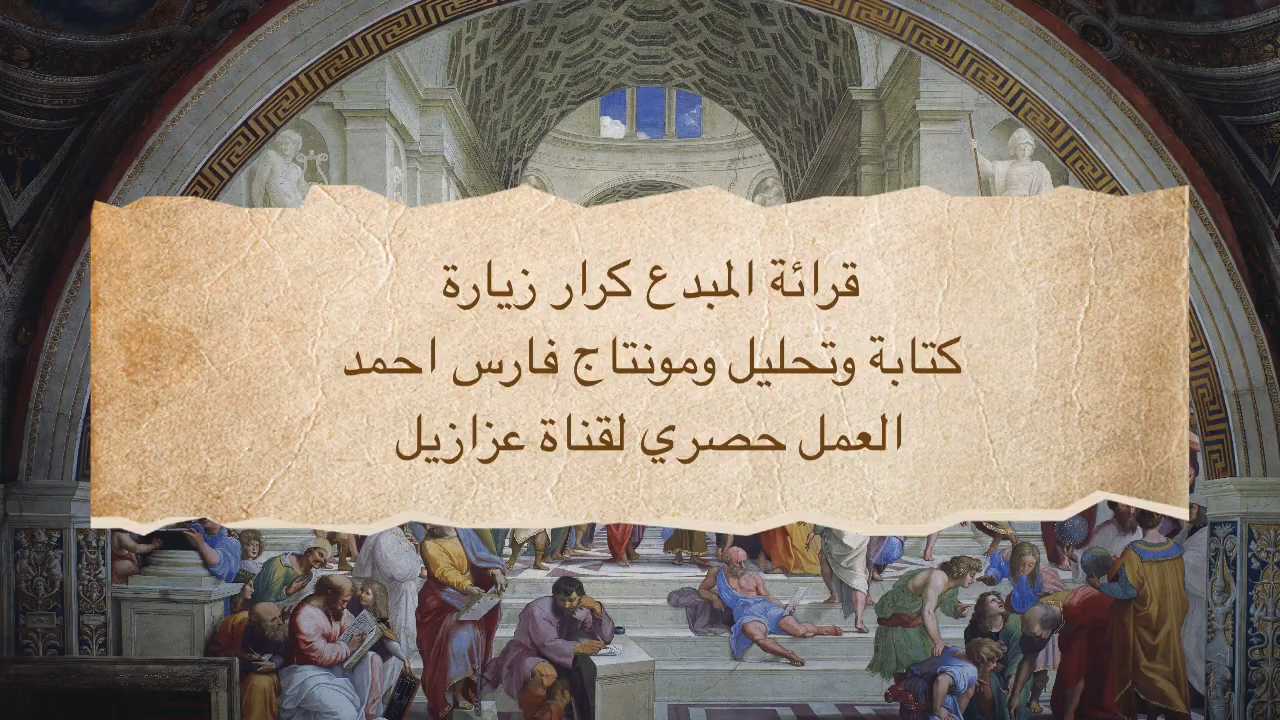 قرائة المبدع كرار زيارة
كتابة وتحليل ومونتاج فارس احمد
العمل حصري لقناة عزازيل